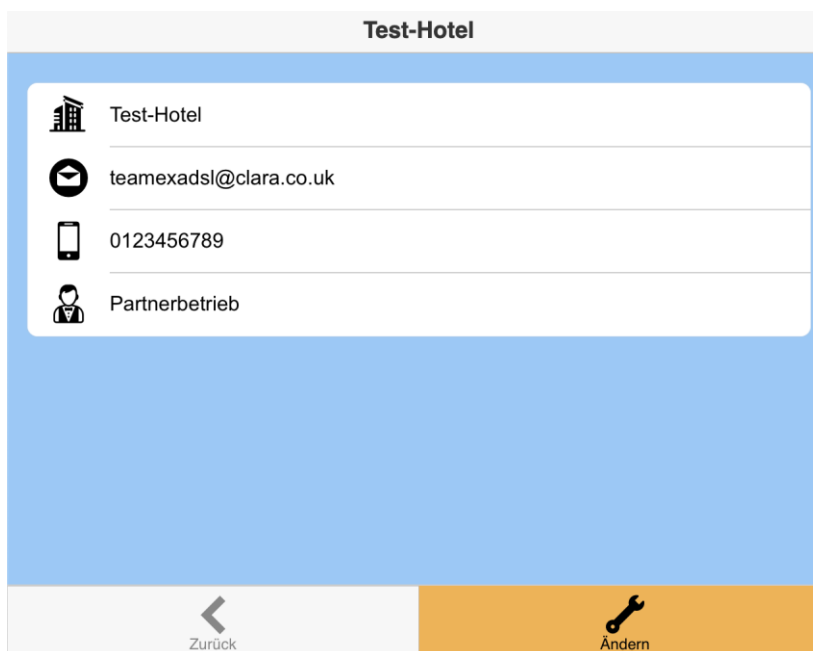 Test-Hotel
Test-Hotel
teamexadsl@clara.co.uk
0123456789
Partnerbetrieb
Zurück
Ändern